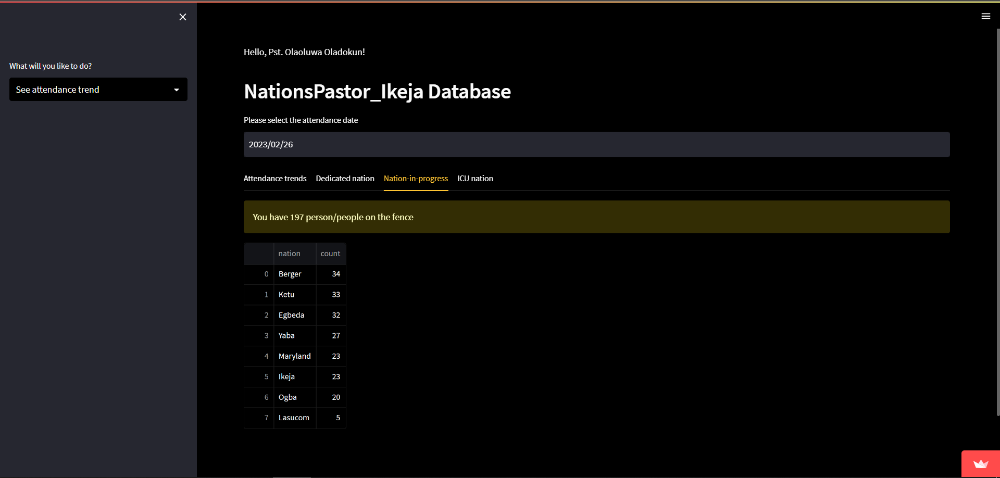 What will you like to do?
See attendance trend
Hello, Pst. Olaoluwa Oladokun!
NationsPastor_Ikeja Database
Please select the attendance date
2023/02/26
Attendance trends Dedicated nation Nation-in-progress ICU nation
You have 197 person/people on the fence
nation count
0 Berger 34
1 Ketu 33
2 Egbeda 32
3 Yaba 27
4 Maryland 23
5 Ikeja 23
6 Ogba 20
7 Lasucom 5